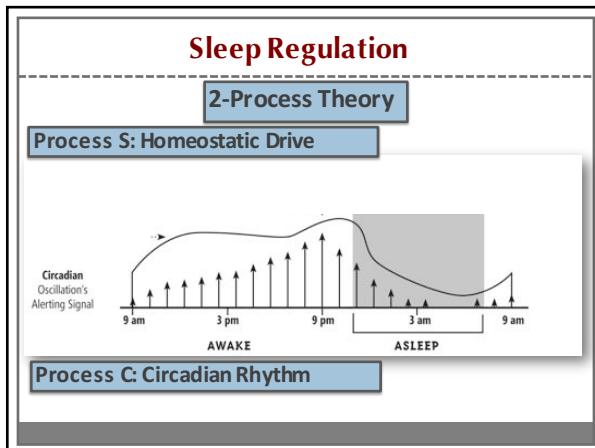 Sleep Regulation
2-Process Theory
Process S: Homeostatic Drive
Circadian
Oscillation's
Alerting Signal
9 am 3 pm 9 pm 3 am 9 am
AWAKE ASLEEP
Process C: Circadian Rhythm